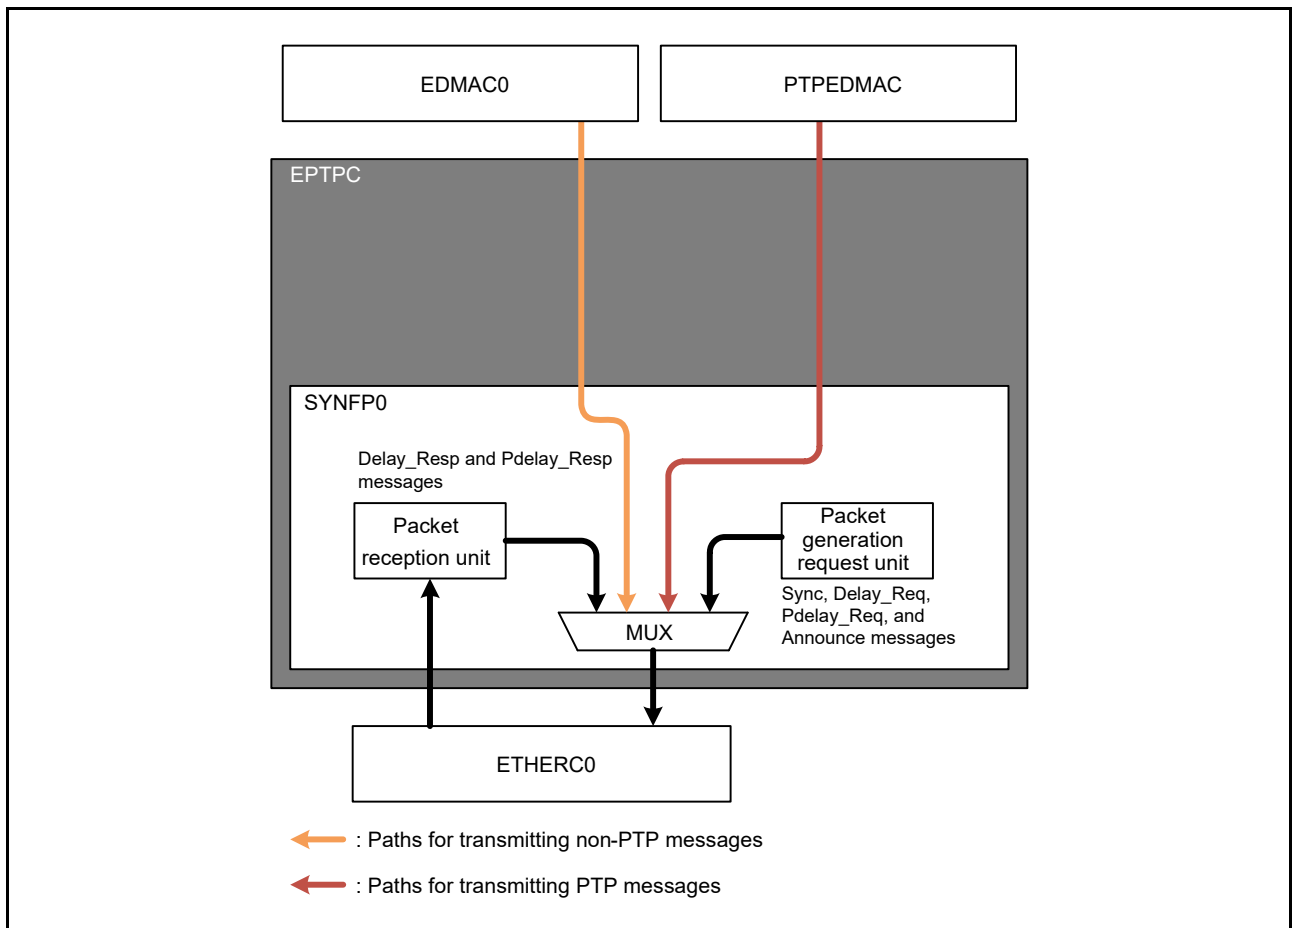 EDMAC0
PTPEDMAC
EPTPC
SYNFP0
Delay_Resp and Pdelay_Resp
messages
Packet
reception unit
Packet
generation
request unit
Sync, Delay_Req,
Pdelay_Req, and
Announce messages
MUX
ETHERC0
: Paths for transmitting non-PTP messages
: Paths for transmitting PTP messages